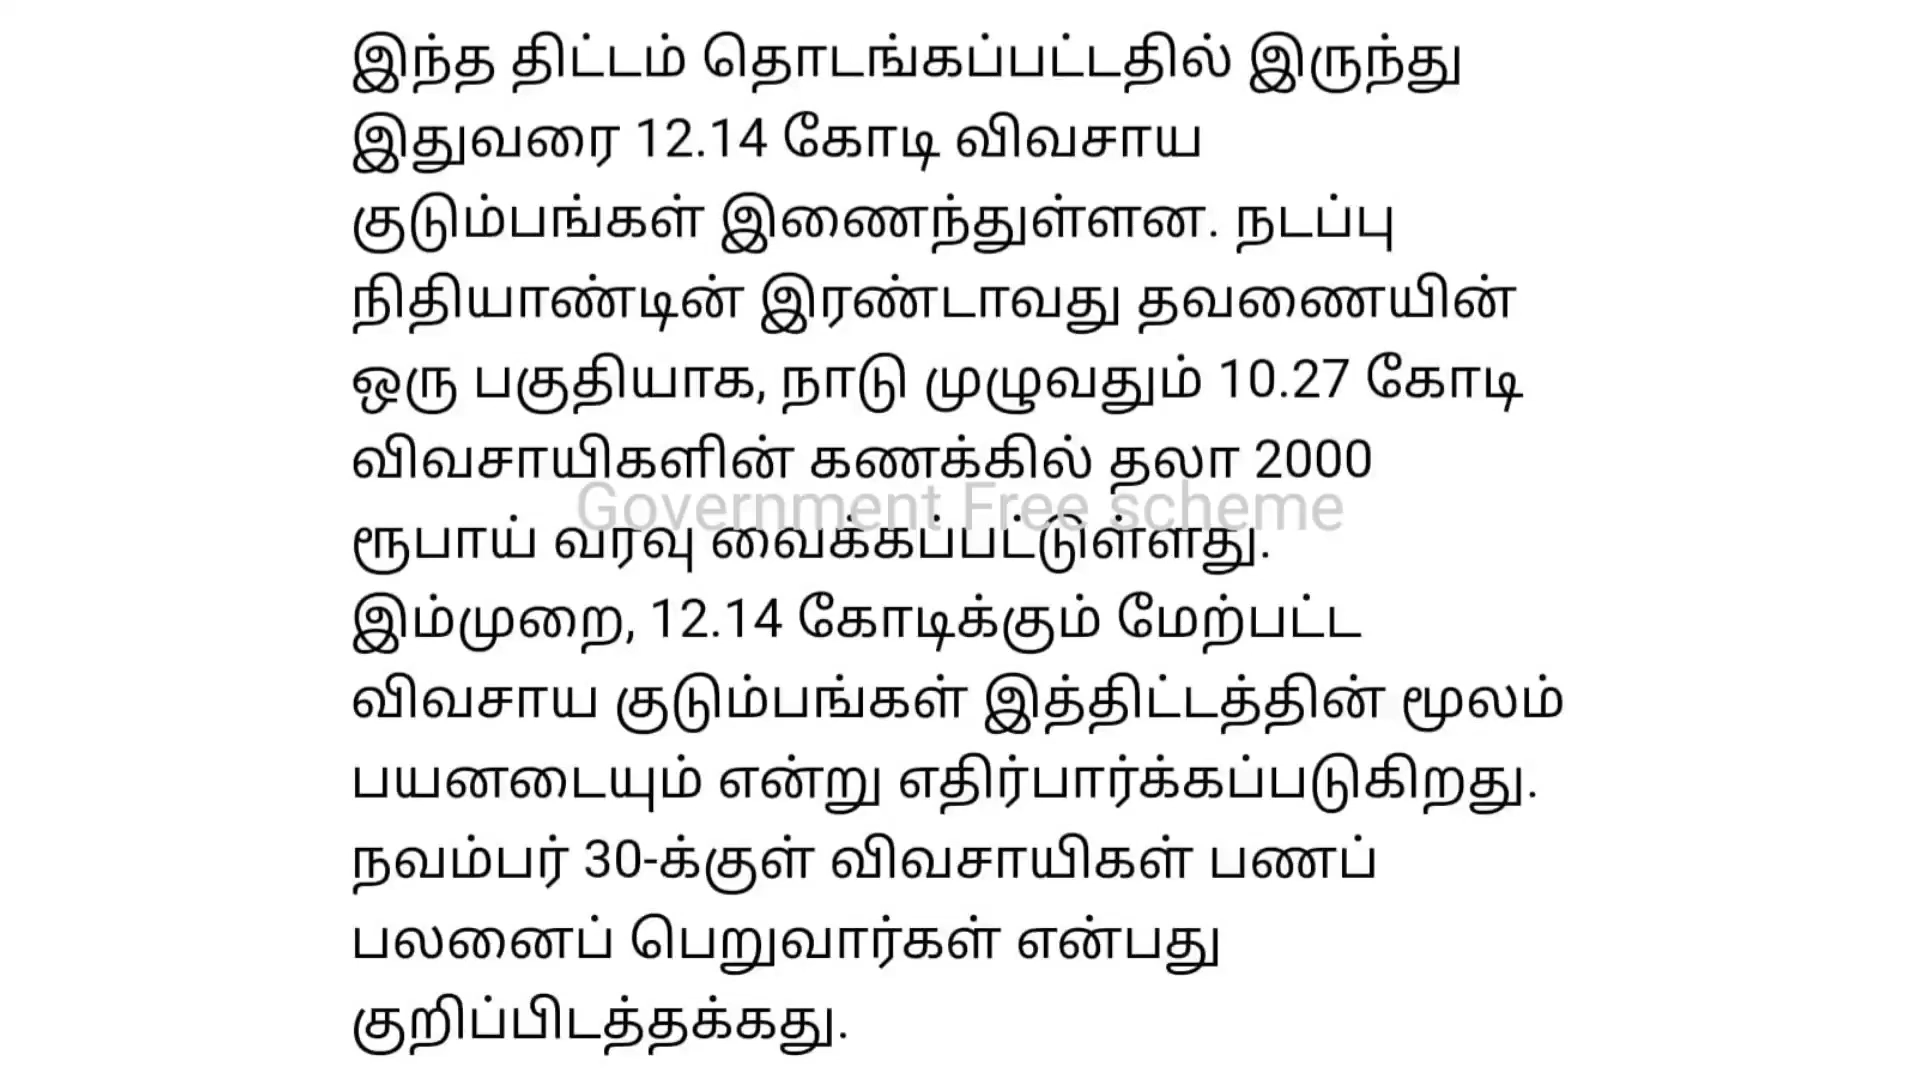 இந்த திட்டம் தொடங்கப்பட்டதில் இருந்து
இதுவரை 12.14 கோடி விவசாய
குடும்பங்கள் இணைந்துள்ளன. நடப்பு
நிதியாண்டின் இரண்டாவது தவணையின்
ஒரு பகுதியாக, நாடு முழுவதும் 10.27 கோடி
விவசாயிகளின் கணக்கில் தலா 2000
Government Free scheme
ரூபாய் வரவு வைக்கப்பட்டுள்ளது.
இம்முறை, 12.14 கோடிக்கும் மேற்பட்ட
விவசாய குடும்பங்கள் இத்திட்டத்தின் மூலம்
பயனடையும் என்று எதிர்பார்க்கப்படுகிறது.
நவம்பர் 30-க்குள் விவசாயிகள் பணப்
பலனைப் பெறுவார்கள் என்பது
குறிப்பிடத்தக்கது.